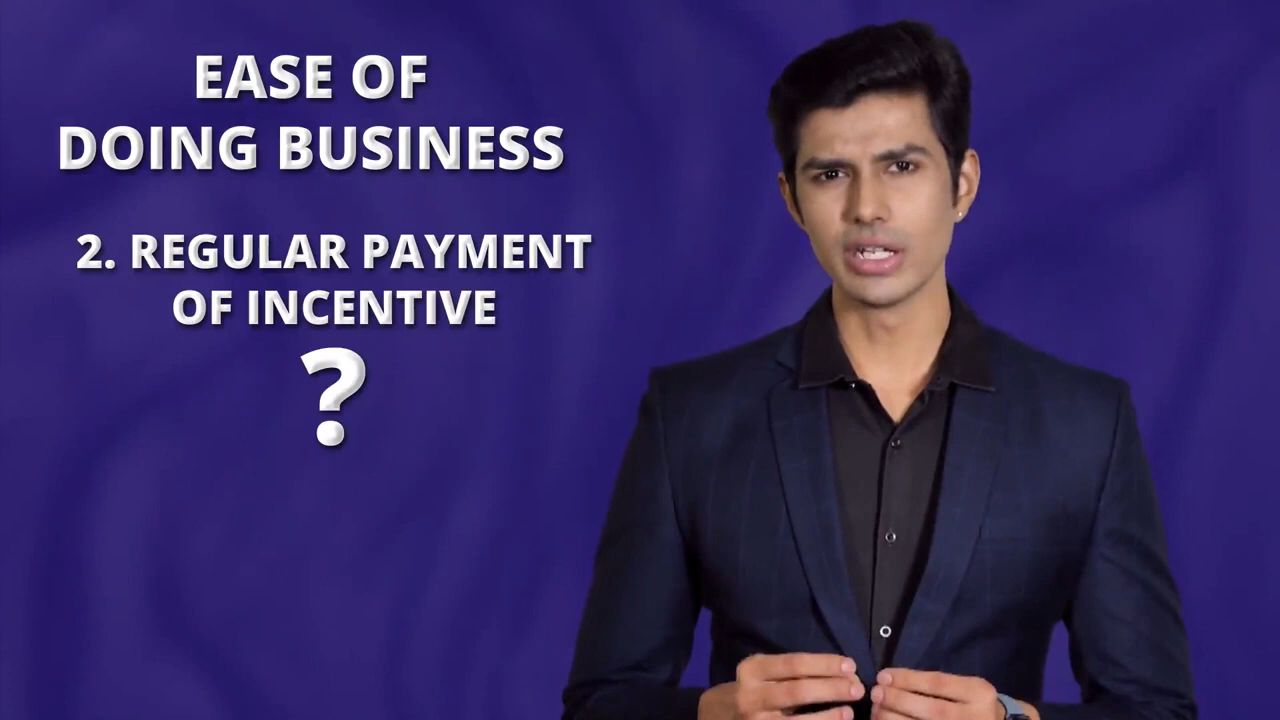 EASE OF
DOING BUSINESS
2. REGULAR PAYMENT
OF INCENTIVE
?